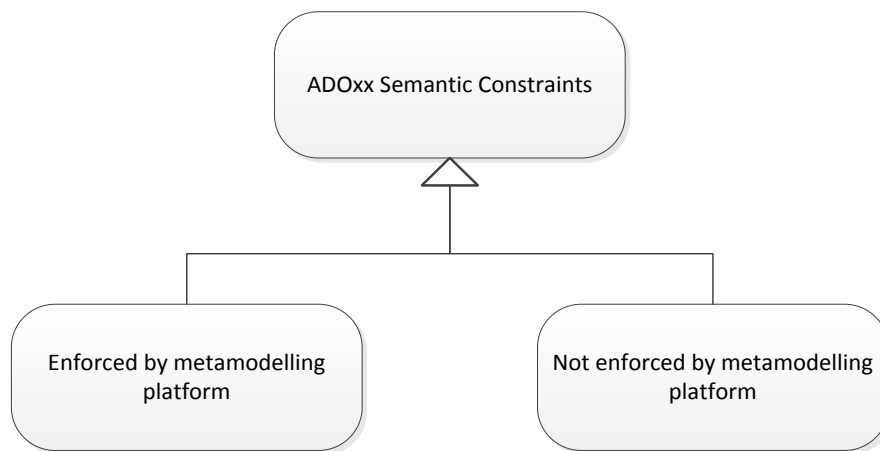 ADOxx Semantic Constraints
Enforced by metamodelling
platform
Not enforced by metamodelling
platform